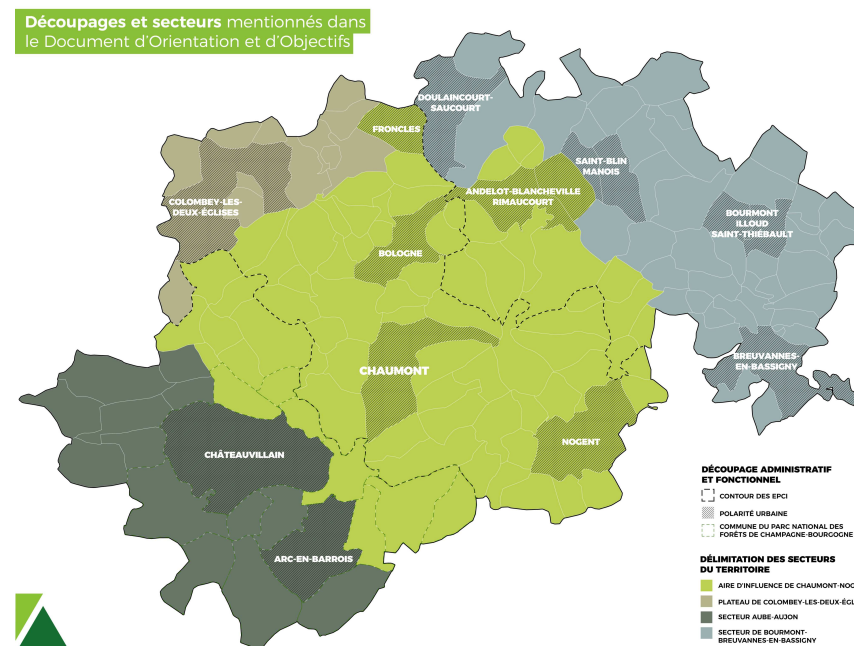 Découpages et secteurs mentionnés dans
le Document d'Orientation et d'Objectifs
DOULAINCOURT-
SAUCOURT
FRONCLES
SAINT-BLIN
MANOIS
ANDELOT-BLANCHEVILLE
RIMAUCOURT
COLOMBEY-LES-
DEUX-ÉGLISES
BOURMONT
ILLOUD
SAINT-THIÉBAULT
BOLOGNE
CHAUMONT
BREUVANNES-
EN-BASSIGNY
NOGENT
CHÂTEAUVILLAIN
ARC-EN-BARROIS
DÉCOUPAGE ADMINISTRATIF
ET FONCTIONNEL
CONTOUR DES EPCI
POLARITÉ URBAINE
COMMUNE DU PARC NATIONAL DES
FORÊTS DE CHAMPAGNE-BOURGOGNE
DÉLIMITATION DES SECTEURS
DU TERRITOIRE
AIRE D'INFLUENCE DE CHAUMONT-
PLATEAU DE COLOMBEY-LES-DEUX-
SECTEUR AUBE-AUJON
SECTEUR DE BOURMONT-
BREUVANNES-EN-BASSIGNY